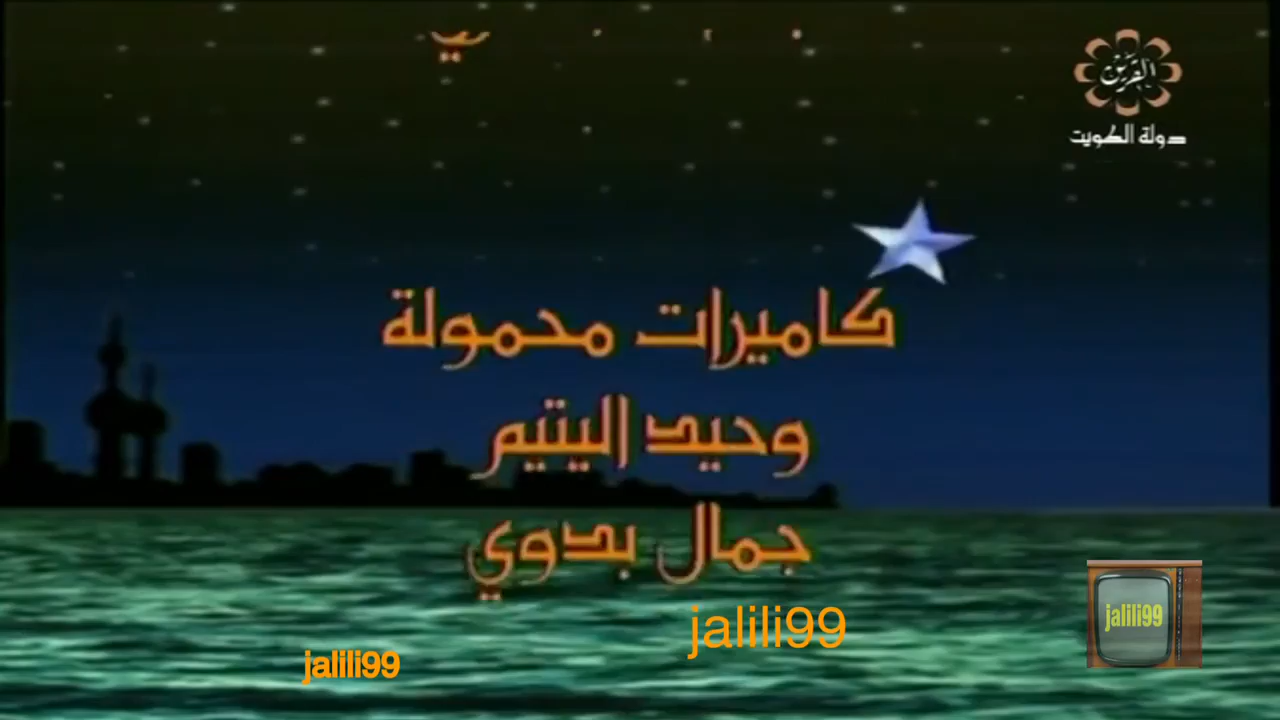 القرين
دولة الكويت
كاميرات محمولة
وحيد اليتيم
جمال بدوي
jalili99
jalili99
jalili99